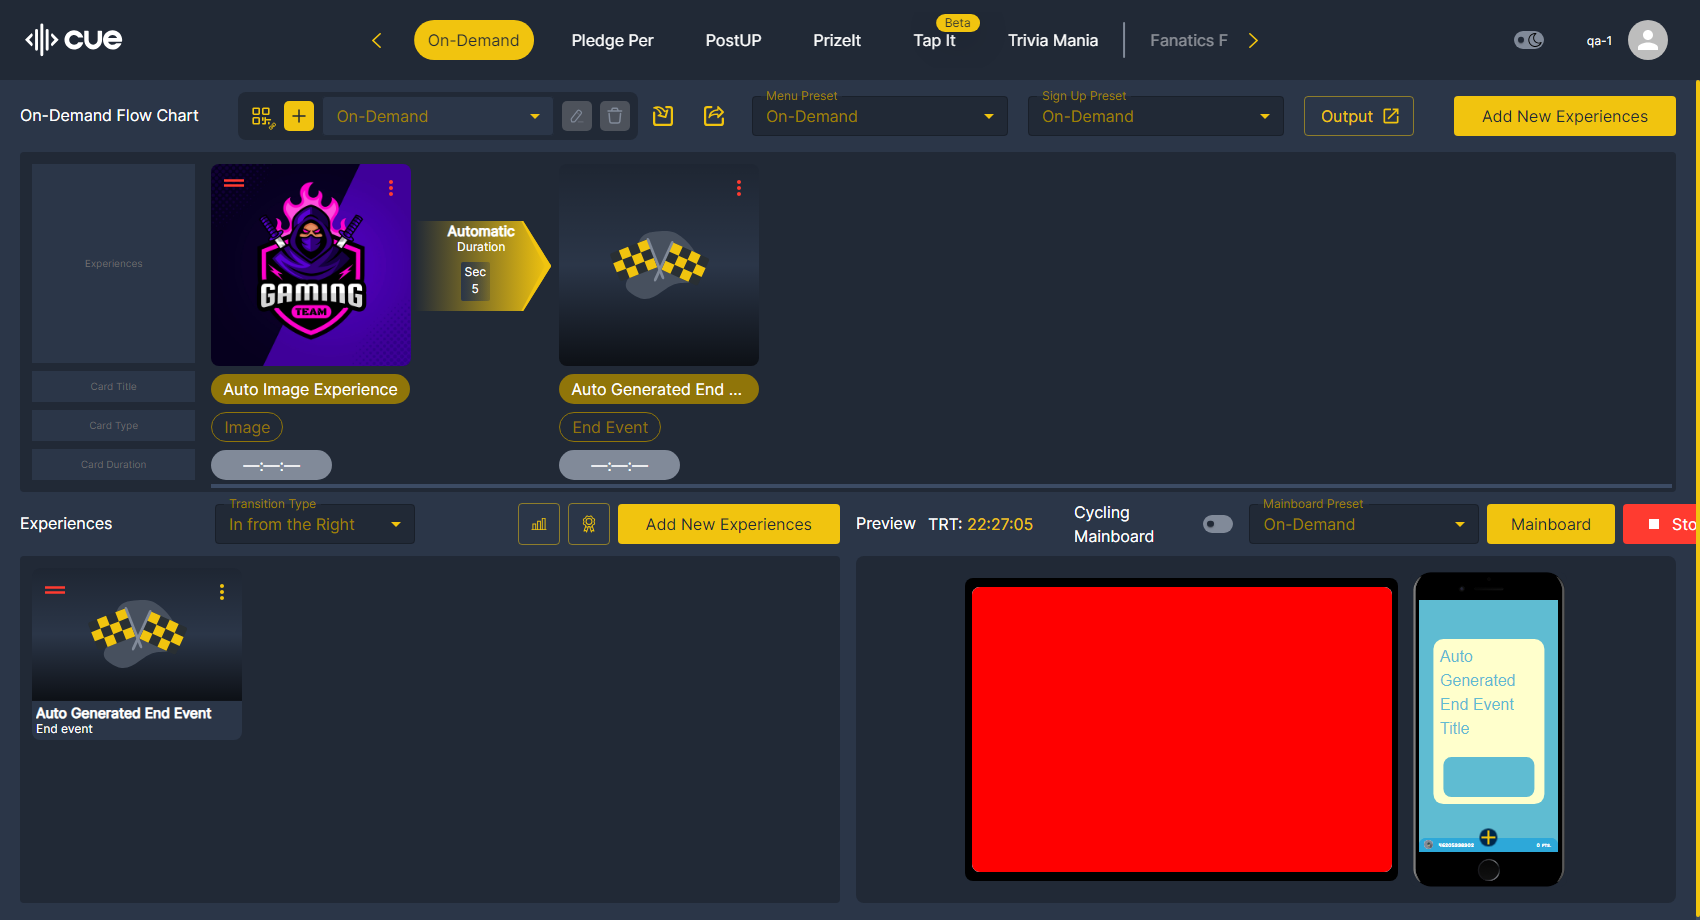 cue
On-Demand
Pledge Per
PostUP
PrizeIt
Beta
Tap It
Trivia Mania
Fanatics F
qa-1
On-Demand Flow Chart
On-Demand
Menu Preset
On-Demand
Sign Up Preset
On-Demand
Output
Add New Experiences
Experiences
GAMING
TEAM
Automatic
Duration
Sec
5
Card Title
Auto Image Experience
Auto Generated End ...
Card Type
Image
End Event
Card Duration
—:—:—
—:—:—
Experiences
Transition Type
In from the Right
Add New Experiences
Preview
TRT: 22:27:05
Cycling
Mainboard
Mainboard Preset
On-Demand
Mainboard
Sto
Auto Generated End Event
End event
Auto
Generated
End Event
Title
0 Pts.